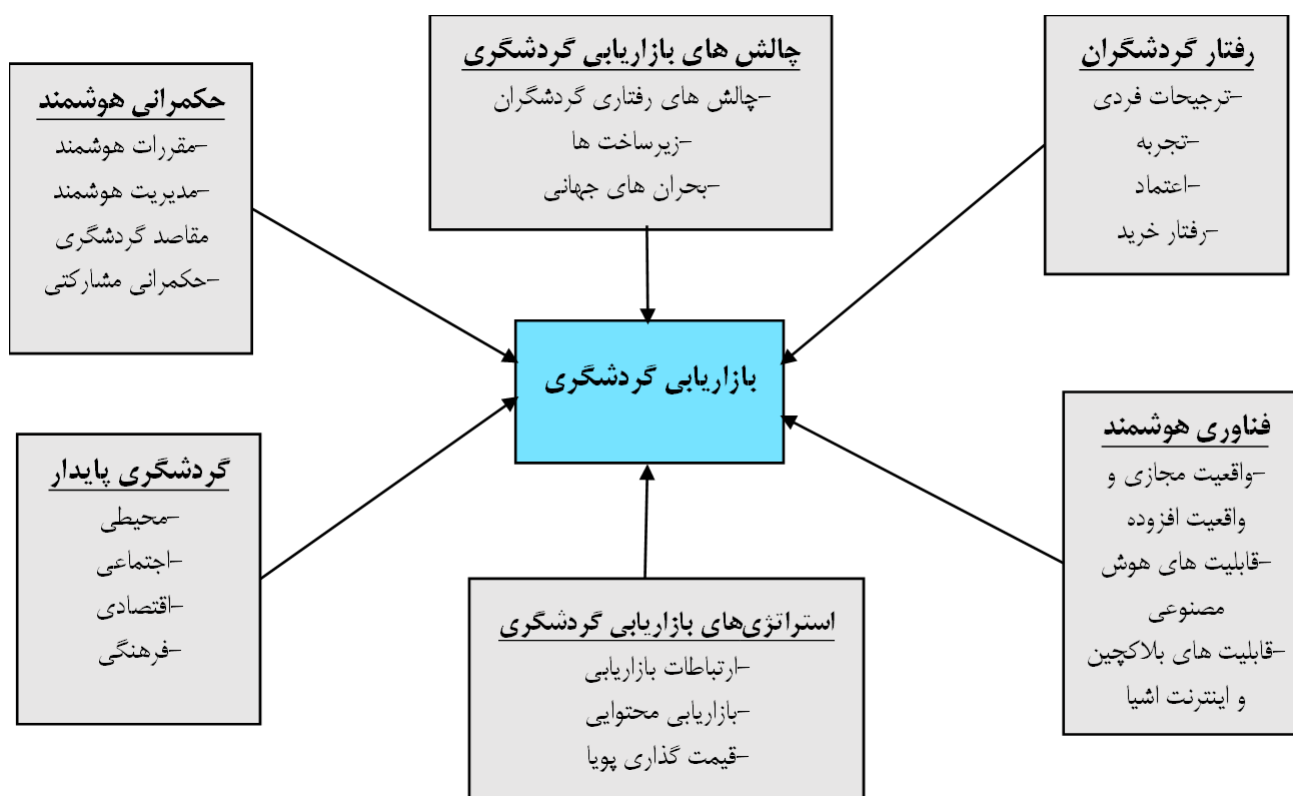 رفتار گردشگران
-ترجیحات فردی
-تجربه
-اعتماد
-رفتار خرید
چالش های بازاریابی گردشگری
-چالش های رفتاری گردشگران
-زیرساخت ها
-بحران های جهانی
حکمرانی هوشمند
-مقررات هوشمند
-مدیریت هوشمند
مقاصد گردشگری
-حکمرانی مشارکتی
بازاریابی گردشگری
فناوری هوشمند
-واقعیت مجازی و
واقعیت افزوده
-قابلیت های هوش
مصنوعی
-قابلیت های بلاکچین
و اینترنت اشیا
استراتژی‌های بازاریابی گردشگری
-ارتباطات بازاریابی
-بازاریابی محتوایی
-قیمت گذاری پویا
گردشگری پایدار
-محیطی
-اجتماعی
-اقتصادی
-فرهنگی